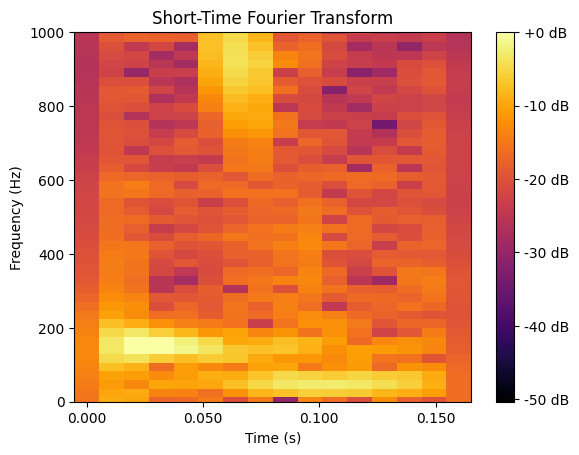 Short-Time Fourier Transform
1000
800
600
400
200
0
Frequency (Hz)
0.000
0.050
0.100
0.150
Time (s)
+0 dB
-10 dB
-20 dB
-30 dB
-40 dB
-50 dB